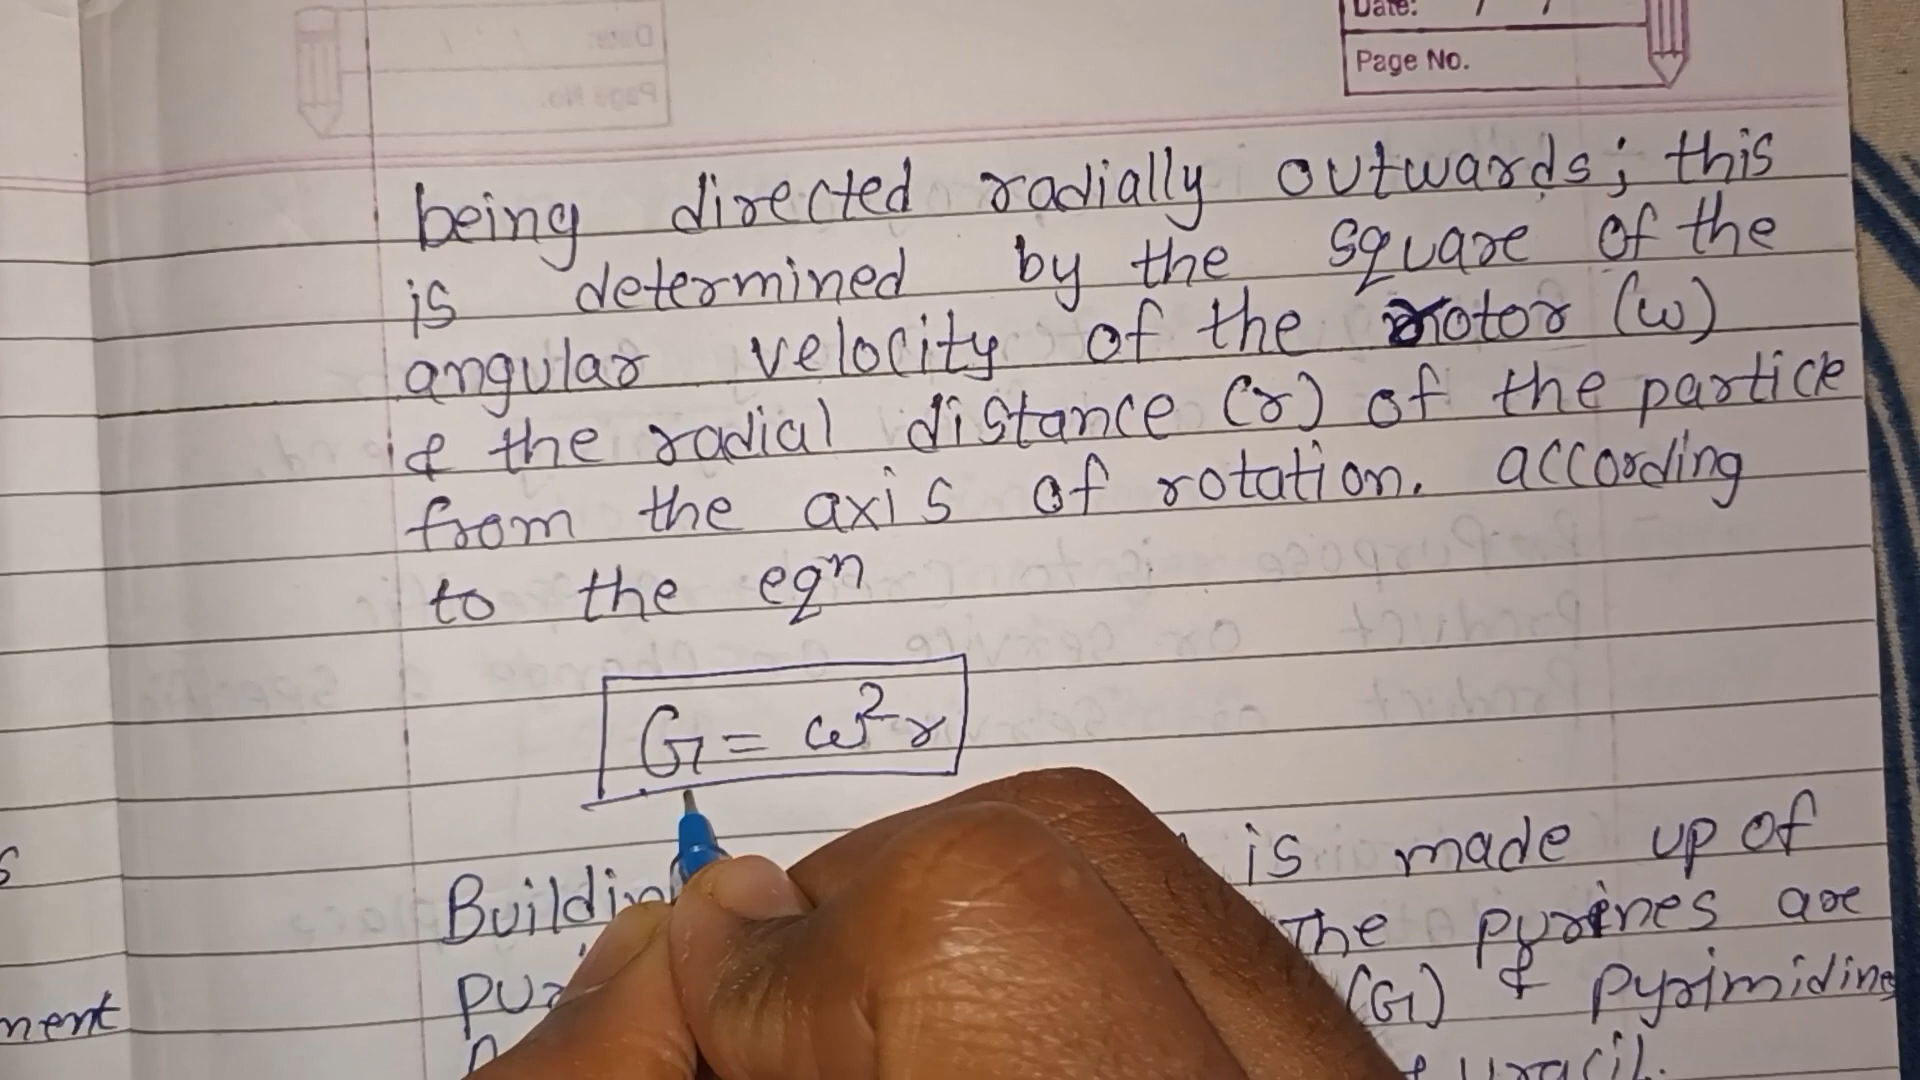 Date: / /
Page No.
being directed radially outwards; this
is determined by the square of the
angular velocity of the rotor (ω)
& the radial distance (r) of the particle
from the axis of rotation. according
to the eqn
G = ω²r
is made up of
The purines are
(G) & pyrimidine
uracil.